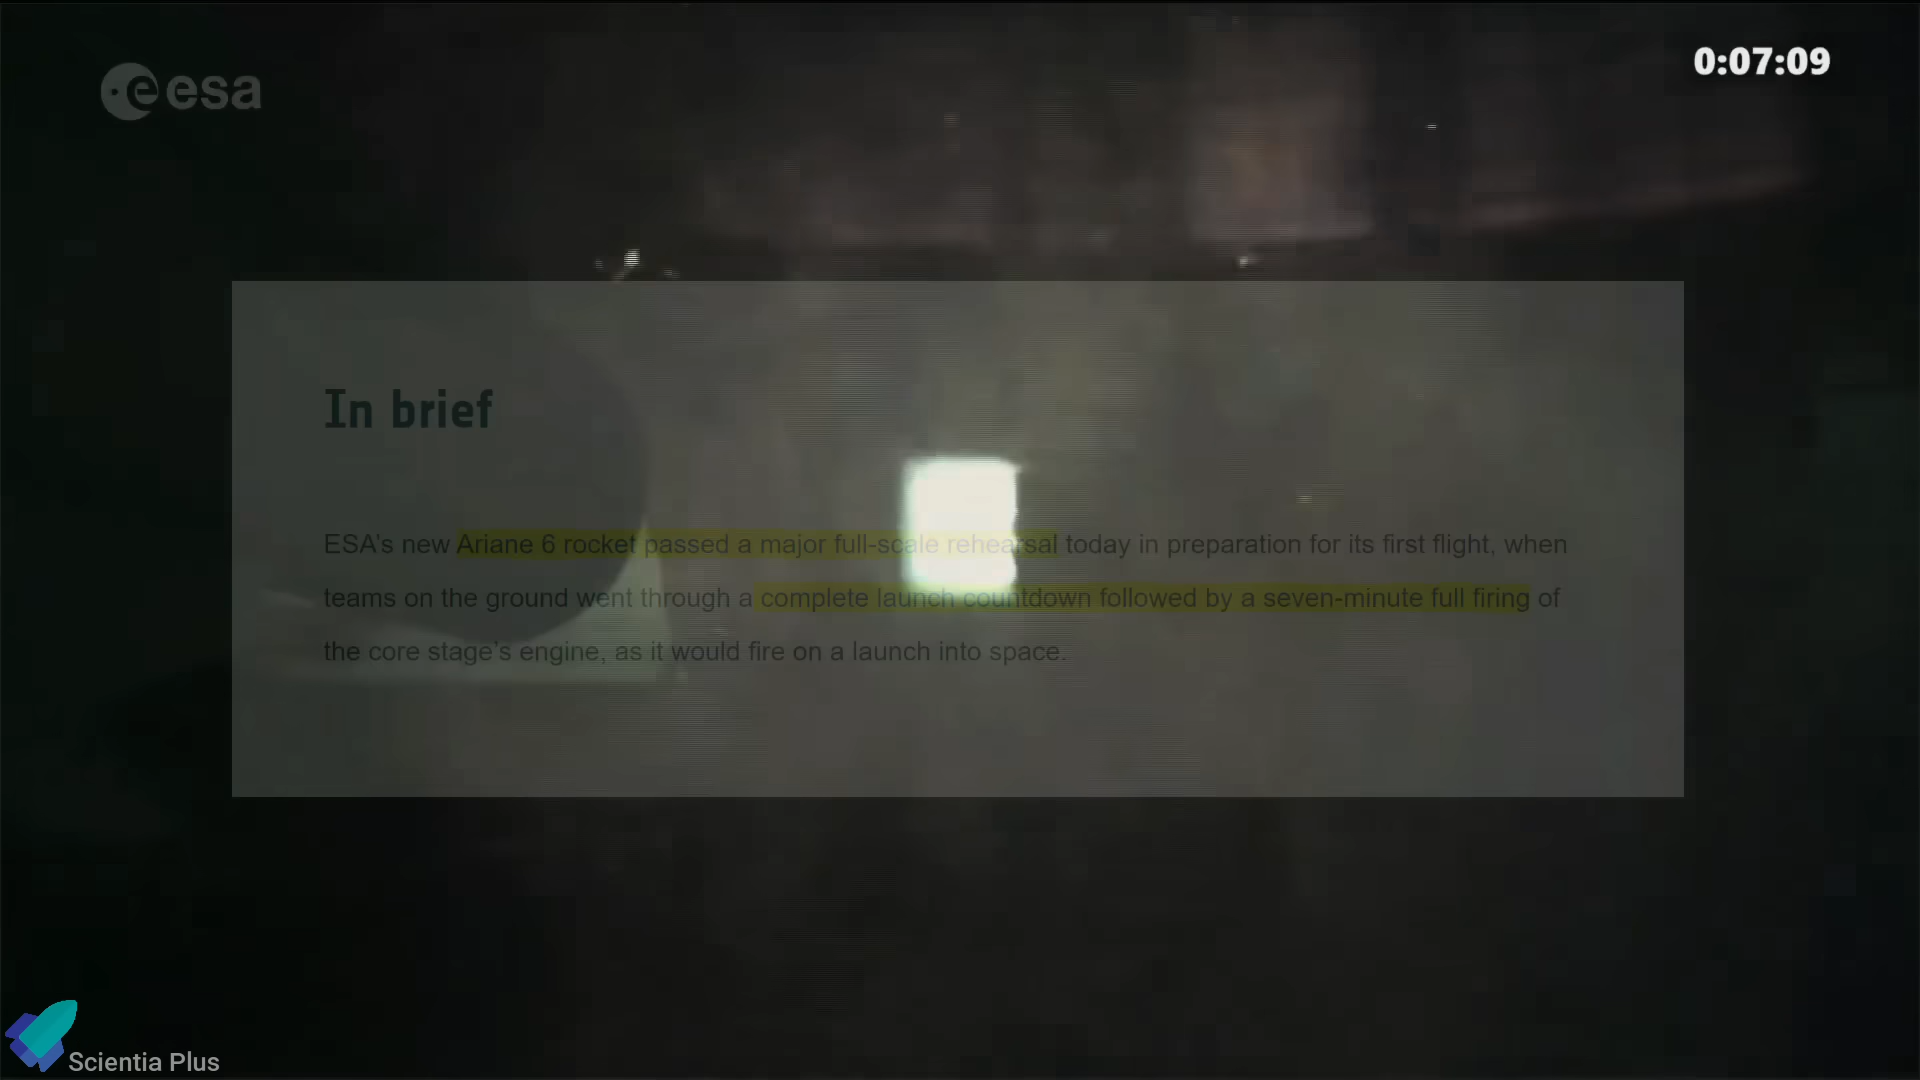 esa
0:07:09
In brief
ESA's new Ariane 6 rocket passed a major full-scale rehearsal today in preparation for its first flight, when
teams on the ground went through a complete launch countdown followed by a seven-minute full firing of
the core stage’s engine, as it would fire on a launch into space.
Scientia Plus